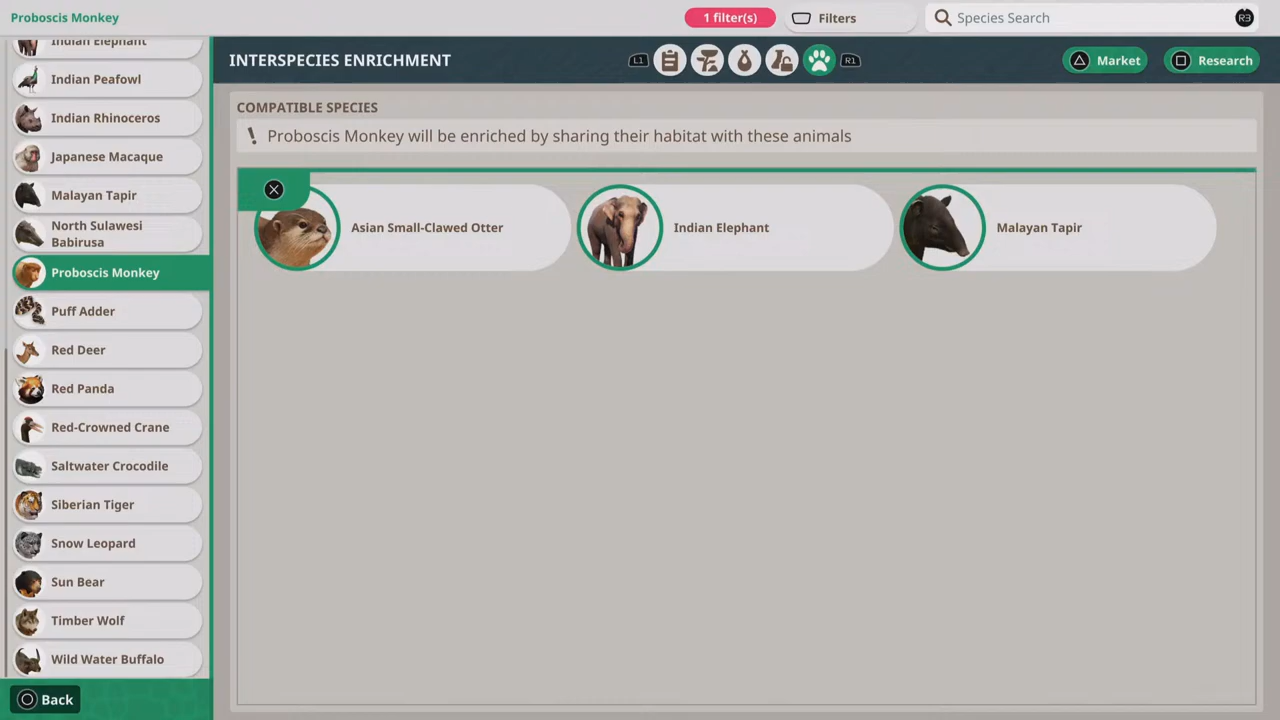 Proboscis Monkey
1 filter(s)
Filters
Species Search
R3
Indian Elephant
Indian Peafowl
Indian Rhinoceros
Japanese Macaque
Malayan Tapir
North Sulawesi
Babirusa
Proboscis Monkey
Puff Adder
Red Deer
Red Panda
Red-Crowned Crane
Saltwater Crocodile
Siberian Tiger
Snow Leopard
Sun Bear
Timber Wolf
Wild Water Buffalo
Back
INTERSPECIES ENRICHMENT
L1
R1
Market
Research
COMPATIBLE SPECIES
! Proboscis Monkey will be enriched by sharing their habitat with these animals
Asian Small-Clawed Otter
Indian Elephant
Malayan Tapir